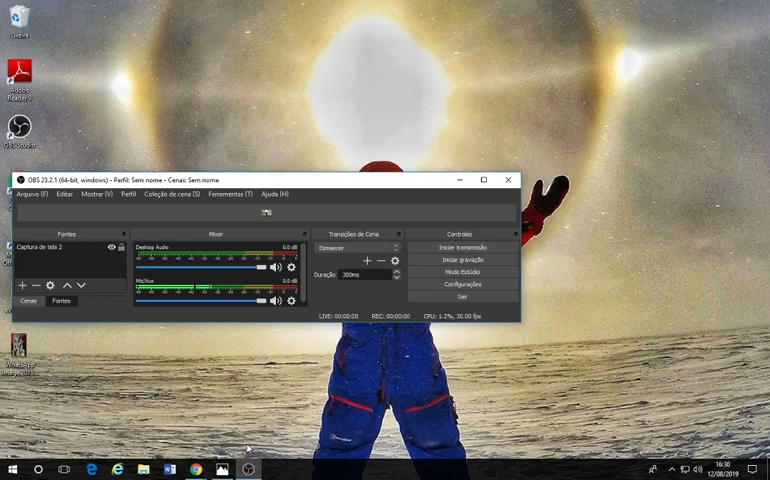 Lixeira
Adobe
Reader 9
OBS Studio
OBS 23.2.1 (64-bit, windows) - Perfil: Sem nome - Cenas: Sem nome
Arquivo (F) Editar Mostrar (V) Perfil Coleção de cena (S) Ferramentas (T) Ajuda (H)
Fontes Mixer Transições de Cena Controles
Captura de tela 2
Desktop Audio 0.0 dB
Mic/Aux 0.0 dB
Esmaecer
Duração 300ms
Iniciar transmissão
Iniciar gravação
Modo Estúdio
Configurações
Sair
Cenas Fontes
LIVE: 00:00:00 REC: 00:00:00 CPU: 1.2%, 30.00 fps
WhatsApp
16:30
12/08/2019